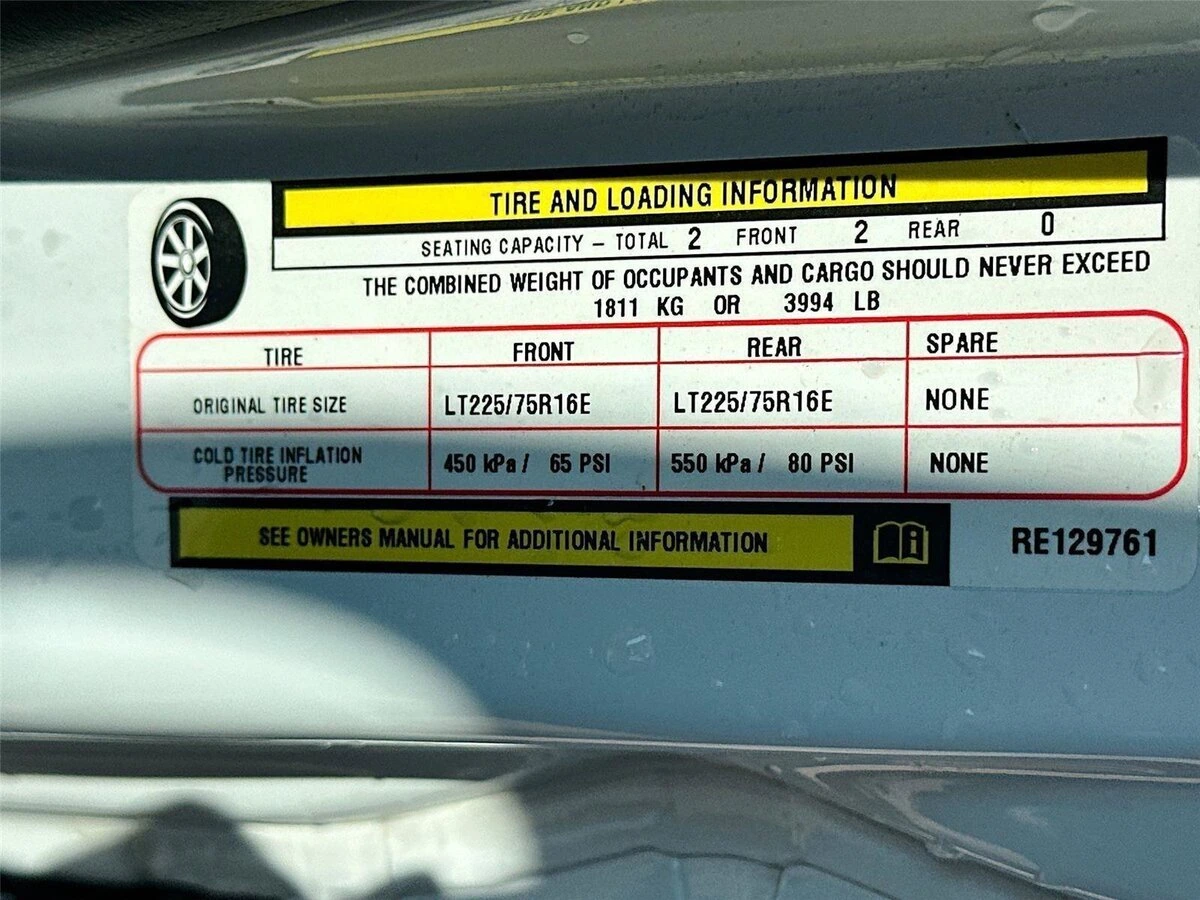 TIRE AND LOADING INFORMATION
SEATING CAPACITY – TOTAL 2 FRONT 2 REAR 0
THE COMBINED WEIGHT OF OCCUPANTS AND CARGO SHOULD NEVER EXCEED
1811 KG OR 3994 LB
TIRE FRONT REAR SPARE
ORIGINAL TIRE SIZE LT225/75R16E LT225/75R16E NONE
COLD TIRE INFLATION
PRESSURE 450 kPa / 65 PSI 550 kPa / 80 PSI NONE
SEE OWNERS MANUAL FOR ADDITIONAL INFORMATION
RE129761